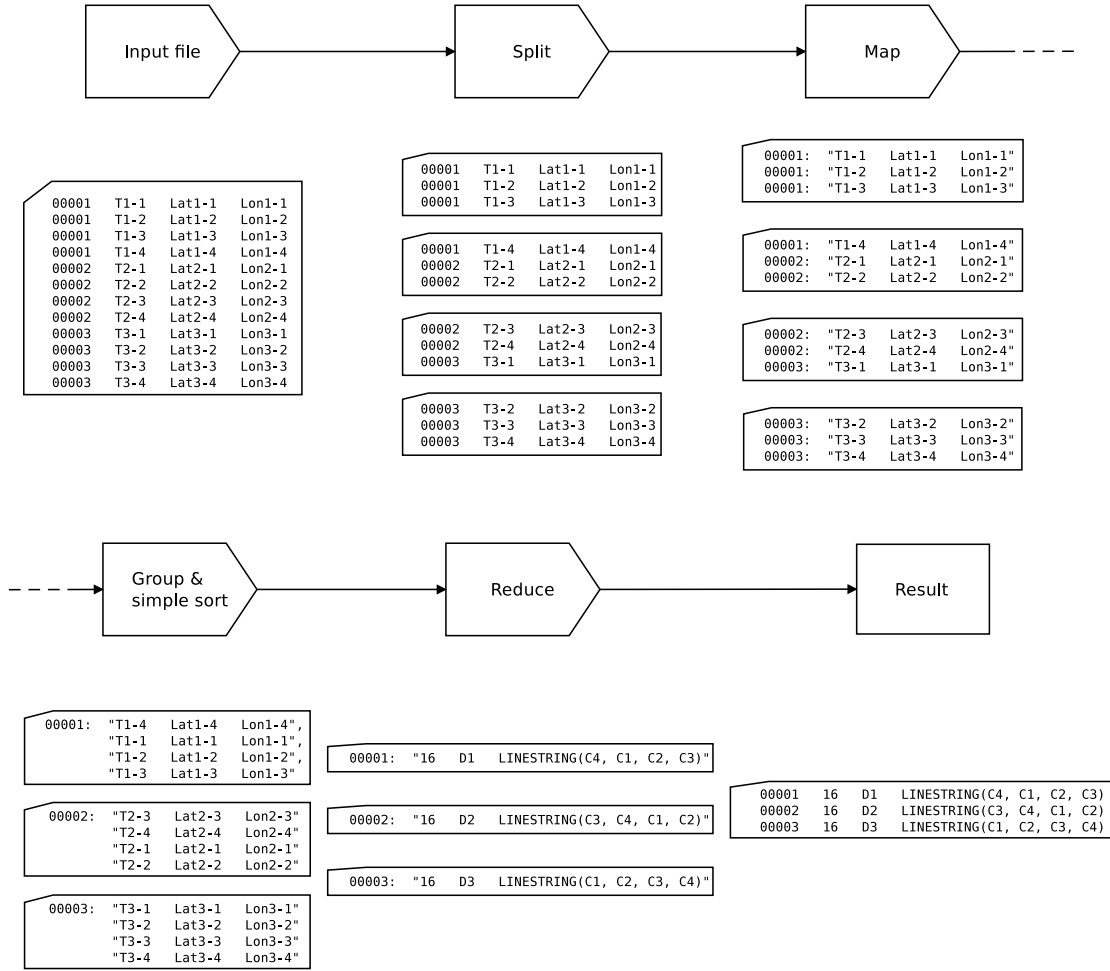 Input file
Split
Map
00001 T1-1 Lat1-1 Lon1-1
00001 T1-2 Lat1-2 Lon1-2
00001 T1-3 Lat1-3 Lon1-3
00001 T1-4 Lat1-4 Lon1-4
00002 T2-1 Lat2-1 Lon2-1
00002 T2-2 Lat2-2 Lon2-2
00002 T2-3 Lat2-3 Lon2-3
00002 T2-4 Lat2-4 Lon2-4
00003 T3-1 Lat3-1 Lon3-1
00003 T3-2 Lat3-2 Lon3-2
00003 T3-3 Lat3-3 Lon3-3
00003 T3-4 Lat3-4 Lon3-4
00001 T1-1 Lat1-1 Lon1-1
00001 T1-2 Lat1-2 Lon1-2
00001 T1-3 Lat1-3 Lon1-3
00001 T1-4 Lat1-4 Lon1-4
00002 T2-1 Lat2-1 Lon2-1
00002 T2-2 Lat2-2 Lon2-2
00002 T2-3 Lat2-3 Lon2-3
00002 T2-4 Lat2-4 Lon2-4
00003 T3-1 Lat3-1 Lon3-1
00003 T3-2 Lat3-2 Lon3-2
00003 T3-3 Lat3-3 Lon3-3
00003 T3-4 Lat3-4 Lon3-4
00001: "T1-1 Lat1-1 Lon1-1"
00001: "T1-2 Lat1-2 Lon1-2"
00001: "T1-3 Lat1-3 Lon1-3"
00001: "T1-4 Lat1-4 Lon1-4"
00002: "T2-1 Lat2-1 Lon2-1"
00002: "T2-2 Lat2-2 Lon2-2"
00002: "T2-3 Lat2-3 Lon2-3"
00002: "T2-4 Lat2-4 Lon2-4"
00003: "T3-1 Lat3-1 Lon3-1"
00003: "T3-2 Lat3-2 Lon3-2"
00003: "T3-3 Lat3-3 Lon3-3"
00003: "T3-4 Lat3-4 Lon3-4"
Group &
simple sort
Reduce
Result
00001: "T1-4 Lat1-4 Lon1-4",
"T1-1 Lat1-1 Lon1-1",
"T1-2 Lat1-2 Lon1-2",
"T1-3 Lat1-3 Lon1-3"
00002: "T2-3 Lat2-3 Lon2-3"
"T2-4 Lat2-4 Lon2-4"
"T2-1 Lat2-1 Lon2-1"
"T2-2 Lat2-2 Lon2-2"
00003: "T3-1 Lat3-1 Lon3-1"
"T3-2 Lat3-2 Lon3-2"
"T3-3 Lat3-3 Lon3-3"
"T3-4 Lat3-4 Lon3-4"
00001: "16 D1 LINESTRING(C4, C1, C2, C3)"
00002: "16 D2 LINESTRING(C3, C4, C1, C2)"
00003: "16 D3 LINESTRING(C1, C2, C3, C4)"
00001 16 D1 LINESTRING(C4, C1, C2, C3)
00002 16 D2 LINESTRING(C3, C4, C1, C2)
00003 16 D3 LINESTRING(C1, C2, C3, C4)